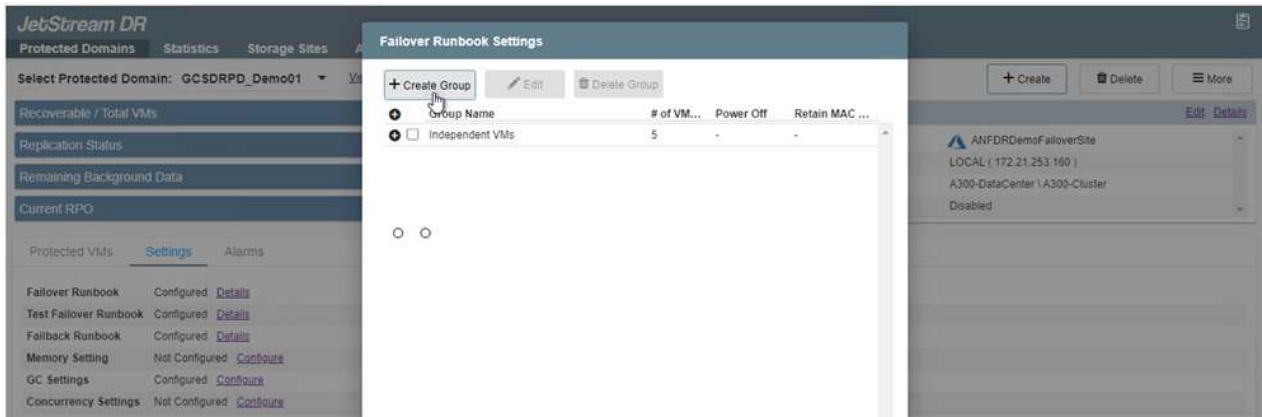 JetStream DR
Protected Domains Statistics Storage Sites A
Select Protected Domain: GCSDRPD_Demo01
+ Create Delete More
Recoverable / Total VMs
Edit Details
Replication Status
Remaining Background Data
Current RPO
ANFDRDemoFailoverSite
LOCAL ( 172.21.253.160 )
A300-DataCenter \ A300-Cluster
Disabled
Failover Runbook Settings
+ Create Group Edit Delete Group
Group Name # of VM... Power Off Retain MAC ...
Independent VMs 5 - -
Protected VMs Settings Alarms
Failover Runbook Configured Details
Test Failover Runbook Configured Details
Failback Runbook Configured Details
Memory Setting Not Configured Configure
GC Settings Configured Configure
Concurrency Settings Not Configured Configure